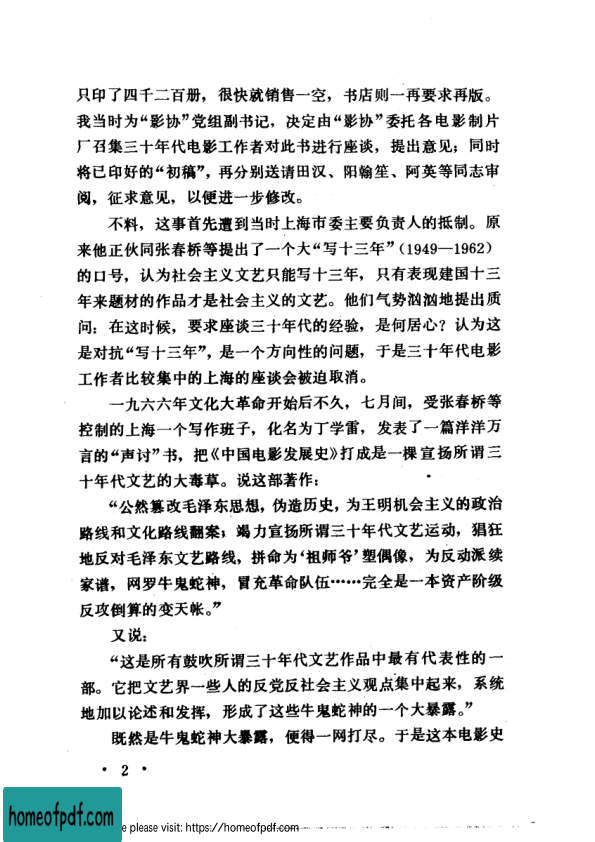 只印了四千二百册，很快就销售一空，书店则一再要求再版。
我当时为“影协”党组副书记，决定由“影协”委托各电影制片
厂召集三十年代电影工作者对此书进行座谈，提出意见；同时
将已印好的“初稿”，再分别送请田汉、阳翰笙、阿英等同志审
阅，征求意见，以便进一步修改。
不料，这事首先遭到当时上海市委主要负责人的抵制。原
来他正伙同张春桥等提出了一个大“写十三年”(1949—1962)
的口号，认为社会主义文艺只能写十三年，只有表现建国十三
年来题材的作品才是社会主义的文艺。他们气势汹汹地提出质
问：在这时候，要求座谈三十年代的经验，是何居心？认为这
是对抗“写十三年”，是一个方向性的问题，于是三十年代电影
工作者比较集中的上海的座谈会被迫取消。
一九六六年文化大革命开始后不久，七月间，受张春桥等
控制的上海一个写作班子，化名为丁学雷，发表了一篇洋洋万
言的“声讨”书，把《中国电影发展史》打成是一棵宣扬所谓三
十年代文艺的大毒草。说这部著作：
“公然篡改毛泽东思想，伪造历史，为王明机会主义的政治
路线和文化路线翻案；竭力宣扬所谓三十年代文艺运动，猖狂
地反对毛泽东文艺路线，拼命为‘祖师爷’塑偶像，为反动派续
家谱，网罗牛鬼蛇神，冒充革命队伍……完全是一本资产阶级
反攻倒算的变天帐。”
又说：
“这是所有鼓吹所谓三十年代文艺作品中最有代表性的一
部。它把文艺界一些人的反党反社会主义观点集中起来，系统
地加以论述和发挥，形成了这些牛鬼蛇神的一个大暴露。”
既然是牛鬼蛇神大暴露，便得一网打尽。于是这本电影史
• 2 •
homeofpdf.com
e please visit: https://homeofpdf.com